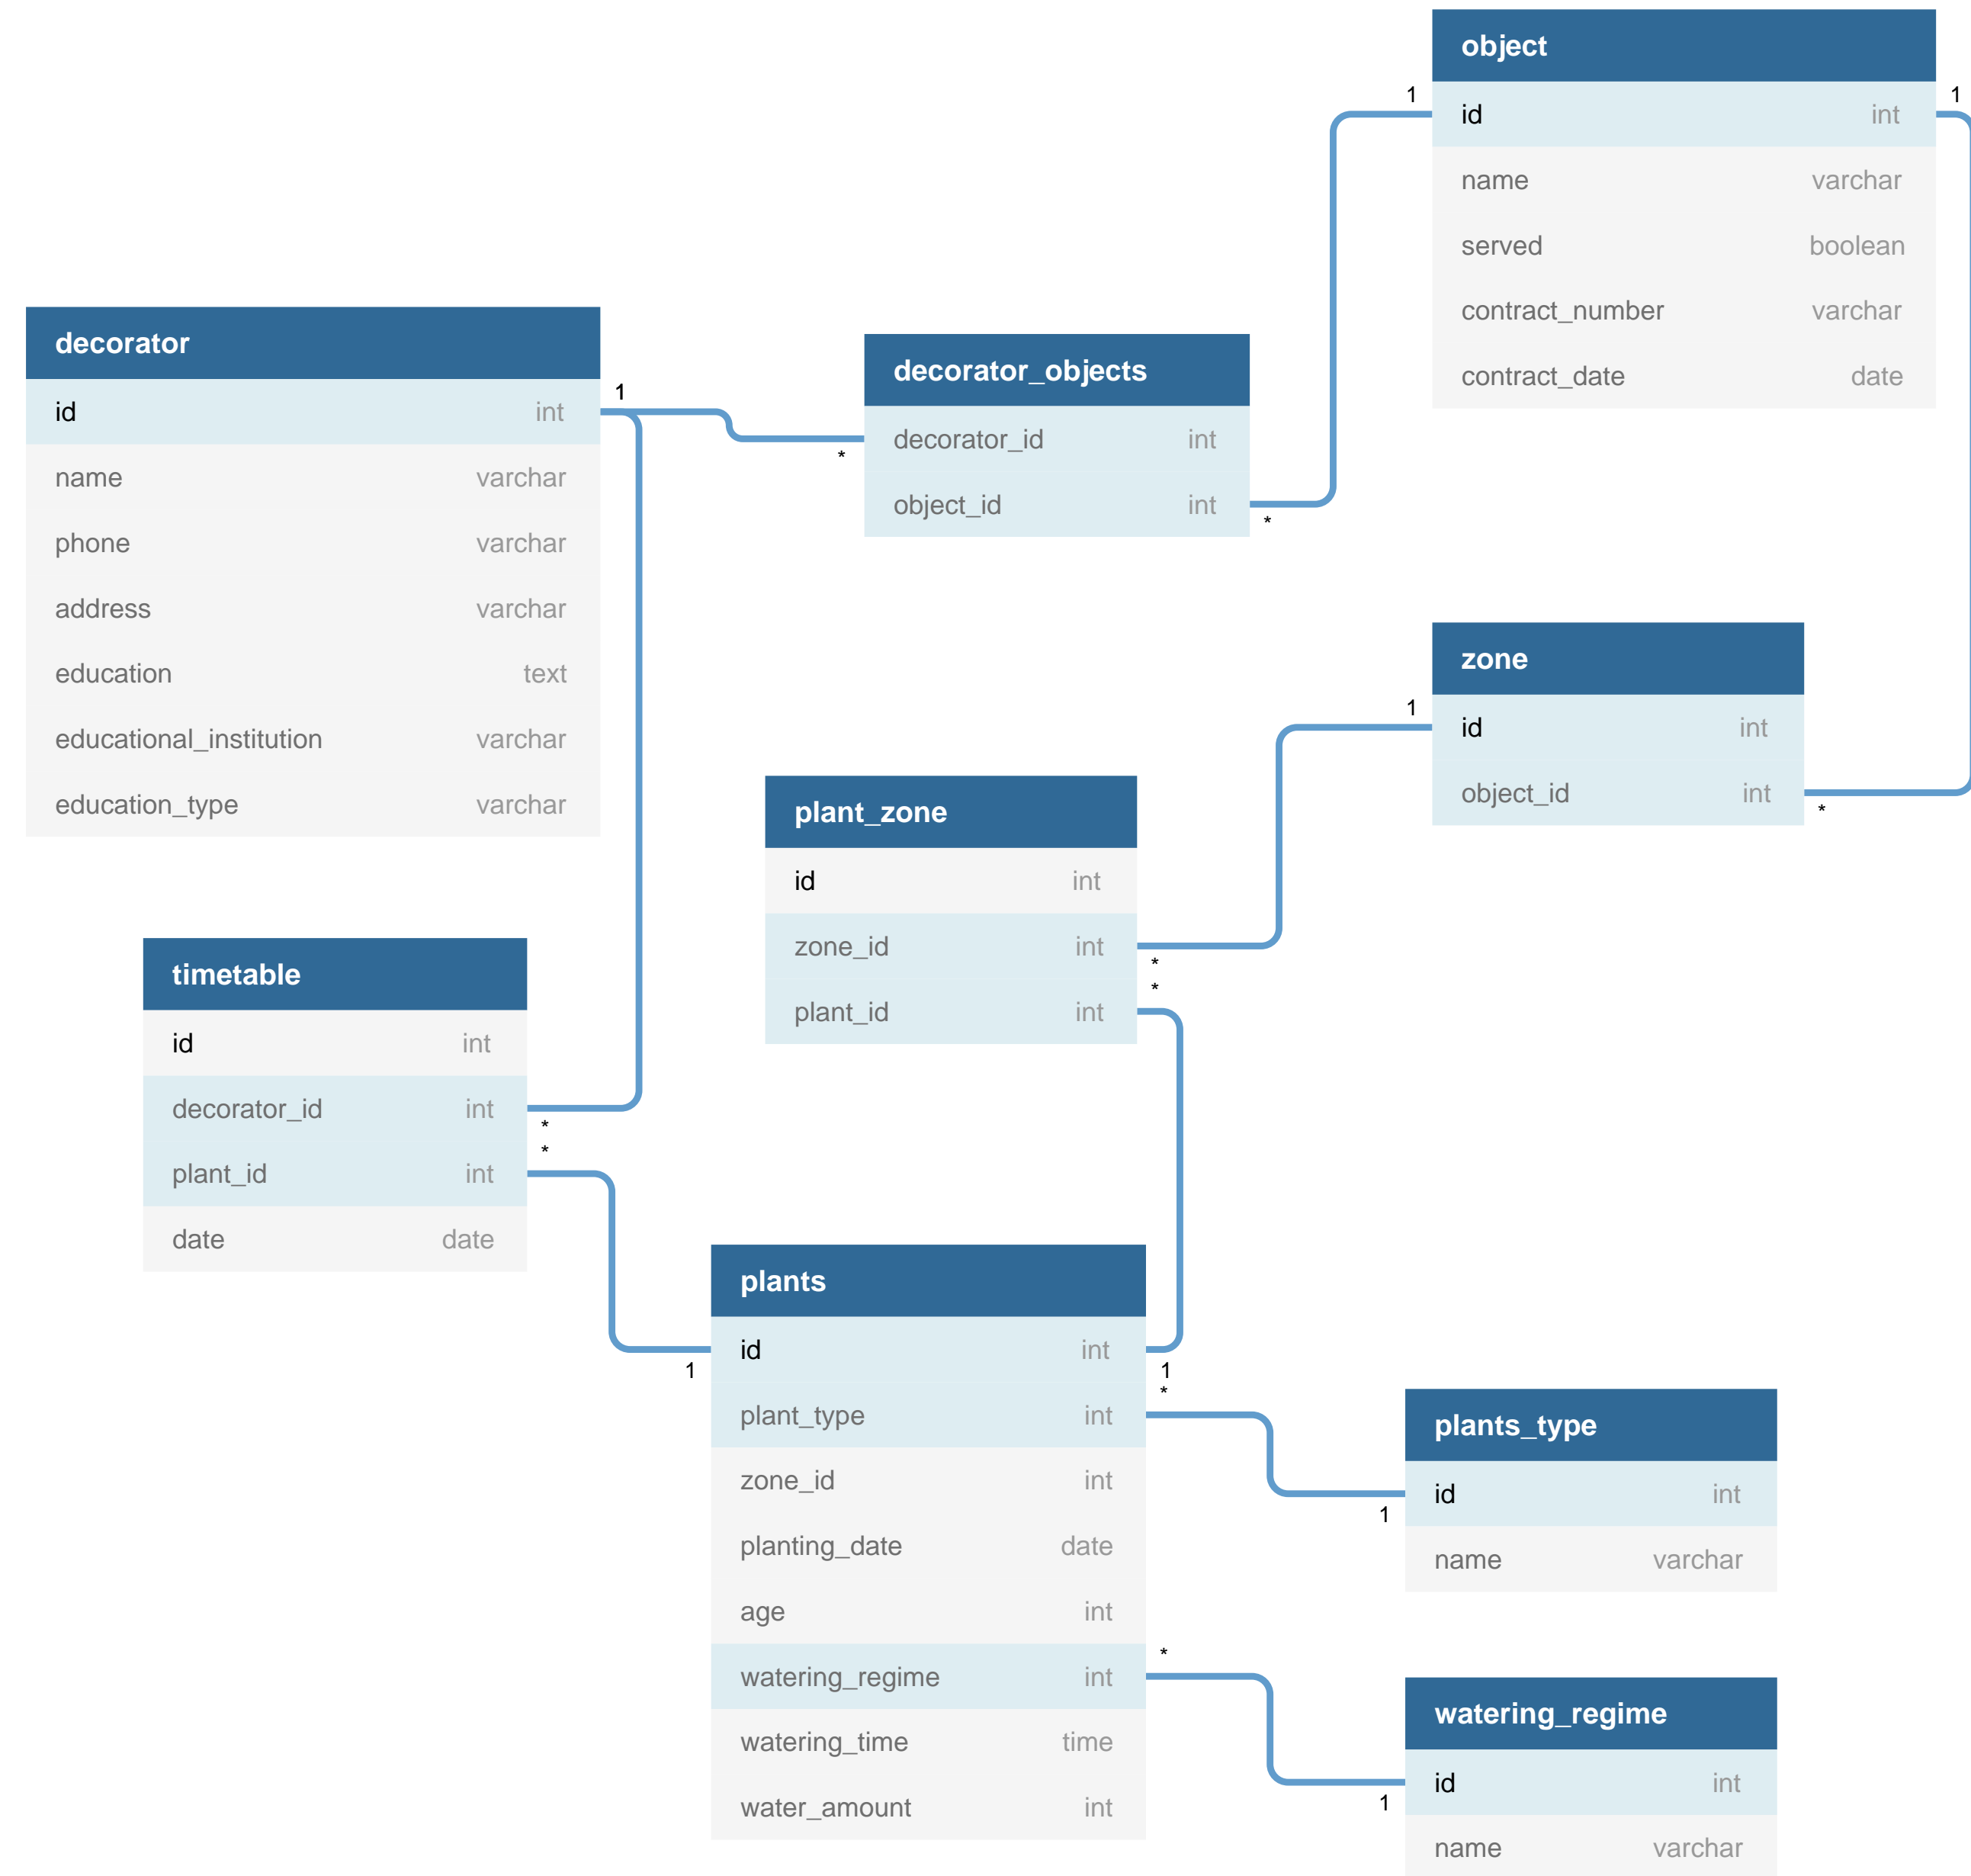 object
1
1
id int
name varchar
served boolean
contract_number varchar
contract_date date
decorator
1
id int
name varchar
phone varchar
address varchar
education text
educational_institution varchar
education_type varchar
decorator_objects
decorator_id int
*
object_id int
*
zone
1
id int
object_id int
*
plant_zone
id int
zone_id int
*
*
plant_id int
timetable
id int
decorator_id int
*
*
plant_id int
date date
plants
id int
1
1
*
plant_type int
zone_id int
planting_date date
age int
*
watering_regime int
watering_time time
water_amount int
plants_type
id int
1
name varchar
watering_regime
id int
1
name varchar